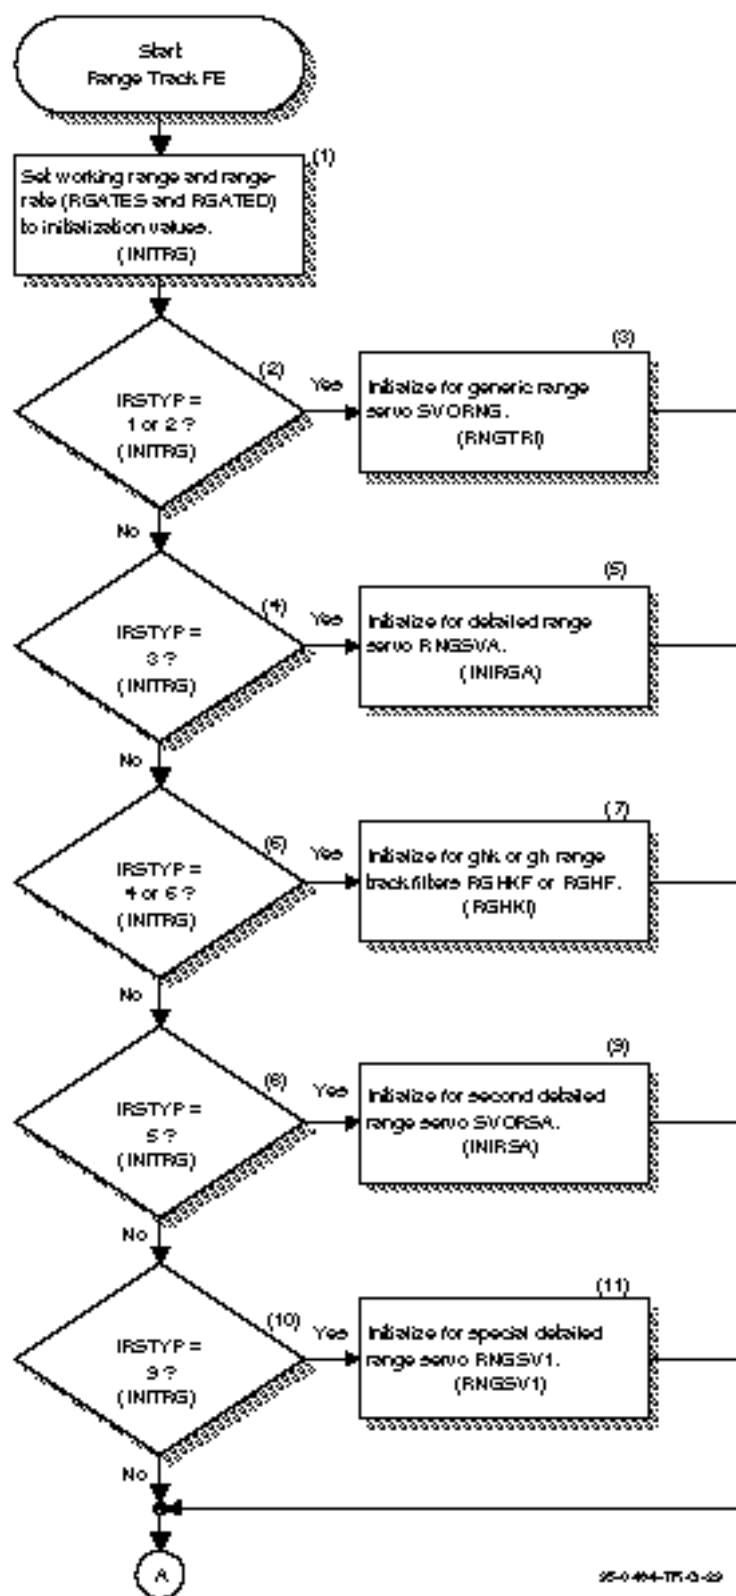 Start
Range Track FE
(1)
Set working range and range-
rate (RGATES and RGATED)
to initialization values.
(INITRG)
(2)
IRSTYP =
1 or 2 ?
(INITRG)
Yes
(3)
Initialize for generic range
servo SVORNG.
(RNGTRI)
No
(4)
IRSTYP =
3 ?
(INITRG)
Yes
(5)
Initialize for detailed range
servo RNGSVA.
(INIRGA)
No
(6)
IRSTYP =
4 or 6 ?
(INITRG)
Yes
(7)
Initialize for ghk or gh range
track filters RGHKF or RGHF.
(RGHKI)
No
(8)
IRSTYP =
5 ?
(INITRG)
Yes
(9)
Initialize for second detailed
range servo SVORSA.
(INIRSA)
No
(10)
IRSTYP =
9 ?
(INITRG)
Yes
(11)
Initialize for special detailed
range servo RNGSV1.
(RNGSV1)
No
A